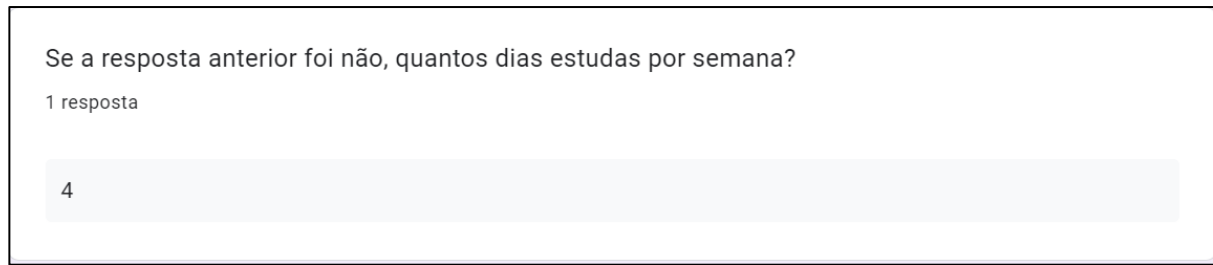 Se a resposta anterior foi não, quantos dias estudas por semana?
1 resposta
4